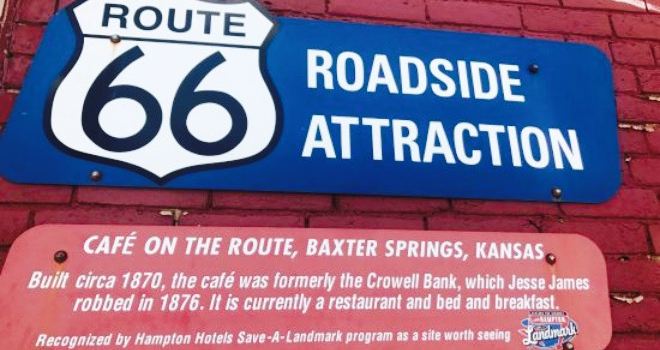 ROUTE
66
ROADSIDE
ATTRACTION
CAFÉ ON THE ROUTE, BAXTER SPRINGS, KANSAS
Built circa 1870, the café was formerly the Crowell Bank, which Jesse James
robbed in 1876. It is currently a restaurant and bed and breakfast.
Recognized by Hampton Hotels Save-A-Landmark program as a site worth seeing
Landmark